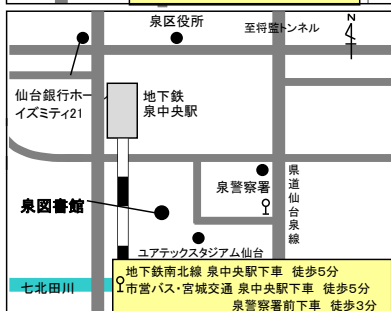 泉区役所
至将監トンネル
N
仙台銀行ホー
イズミティ21
地下鉄
泉中央駅
泉警察署
県道仙台泉線
泉図書館
ユアテックスタジアム仙台
七北田川
地下鉄南北線 泉中央駅下車 徒歩5分
市営バス・宮城交通 泉中央駅下車 徒歩5分
泉警察署前下車 徒歩3分